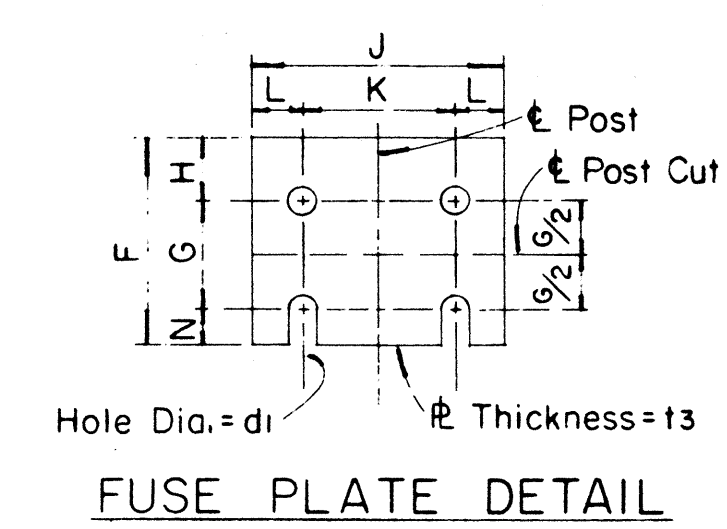 J
L K L
℄ Post
℄ Post Cut
H
F
G
N
G/2
G/2
Hole Dia. = d1
⅊ Thickness = t3
FUSE PLATE DETAIL